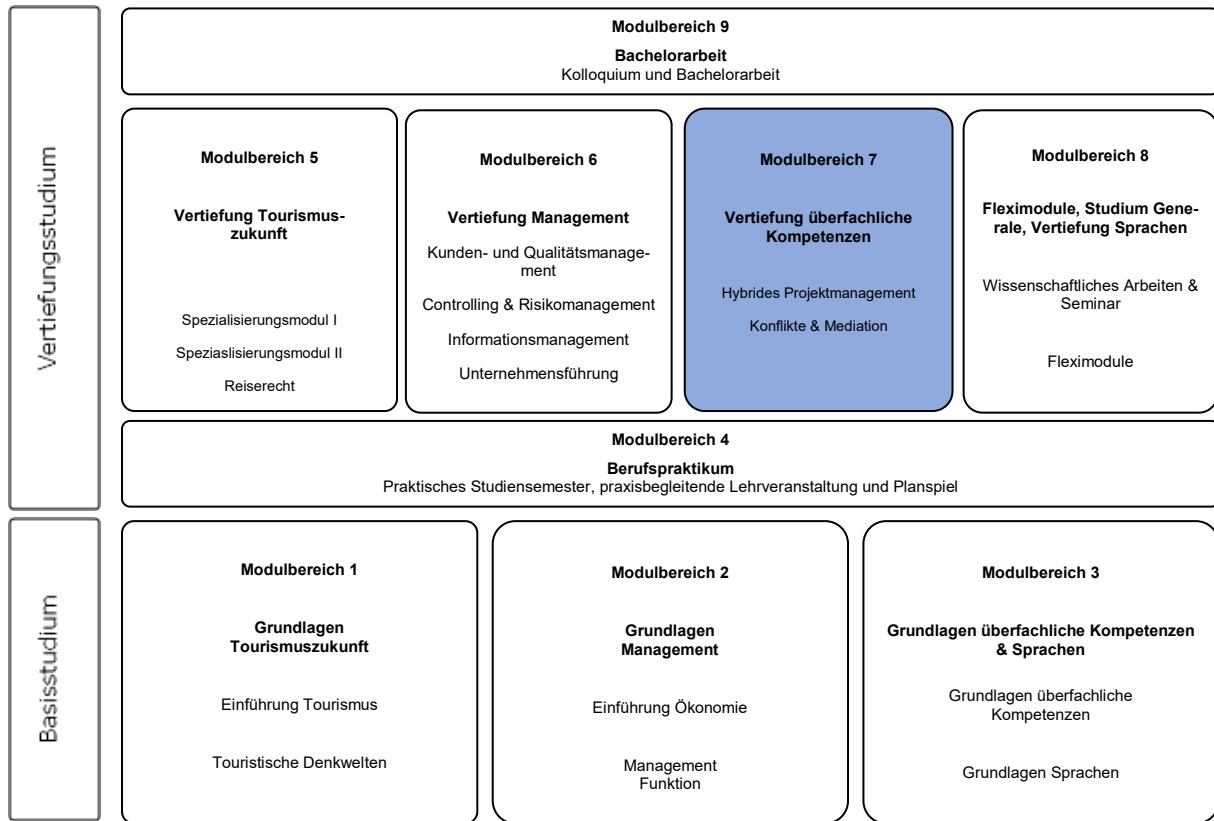 Vertiefungsstudium
Modulbereich 9
Bachelorarbeit
Kolloquium und Bachelorarbeit
Modulbereich 5
Vertiefung Tourismus-
zukunft
Spezialisierungsmodul I
Speziaslisierungsmodul II
Reiserecht
Modulbereich 6
Vertiefung Management
Kunden- und Qualitätsmanage-
ment
Controlling & Risikomanagement
Informationsmanagement
Unternehmensführung
Modulbereich 7
Vertiefung überfachliche
Kompetenzen
Hybrides Projektmanagement
Konflikte & Mediation
Modulbereich 8
Fleximodule, Studium Gene-
rale, Vertiefung Sprachen
Wissenschaftliches Arbeiten &
Seminar
Fleximodule
Modulbereich 4
Berufspraktikum
Praktisches Studiensemester, praxisbegleitende Lehrveranstaltung und Planspiel
Basisstudium
Modulbereich 1
Grundlagen
Tourismuszukunft
Einführung Tourismus
Touristische Denkwelten
Modulbereich 2
Grundlagen
Management
Einführung Ökonomie
Management
Funktion
Modulbereich 3
Grundlagen überfachliche Kompetenzen
& Sprachen
Grundlagen überfachliche
Kompetenzen
Grundlagen Sprachen